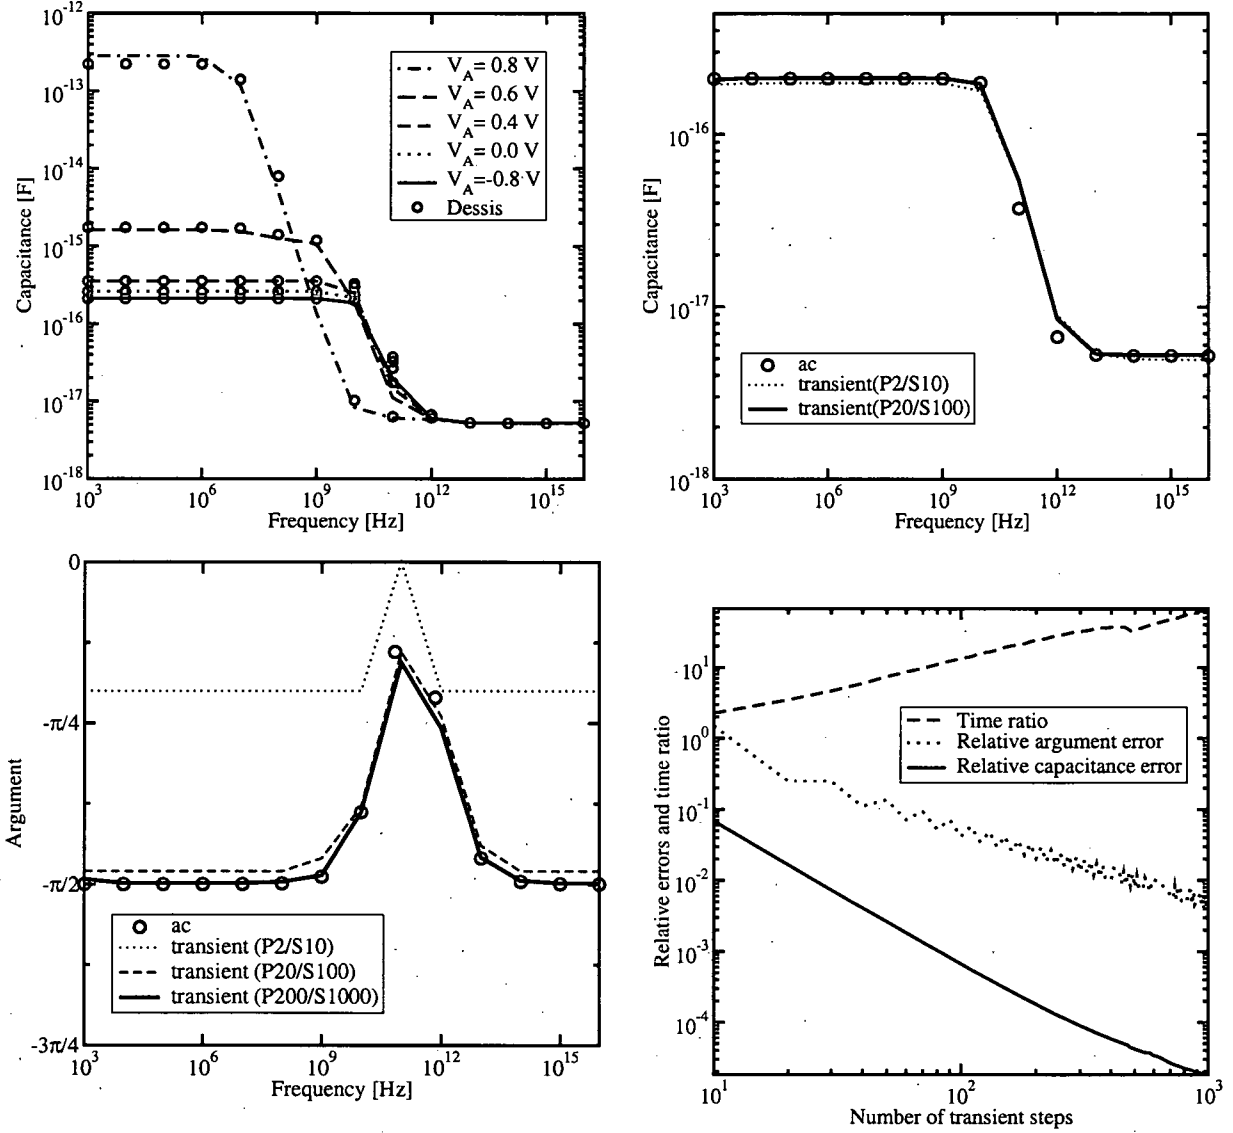 10^-12
10^-13
10^-14
10^-15
10^-16
10^-17
10^-18
Capacitance [F]
V_A= 0.8 V
V_A= 0.6 V
V_A= 0.4 V
V_A= 0.0 V
V_A=-0.8 V
Dessis
10^3 10^6 10^9 10^12 10^15
Frequency [Hz]
10^-16
10^-17
10^-18
Capacitance [F]
ac
transient(P2/S10)
transient(P20/S100)
10^3 10^6 10^9 10^12 10^15
Frequency [Hz]
0
-π/4
-π/2
-3π/4
Argument
ac
transient (P2/S10)
transient (P20/S100)
transient (P200/S1000)
10^3 10^6 10^9 10^12 10^15
Frequency [Hz]
10^1
10^0
10^-1
10^-2
10^-3
10^-4
Relative errors and time ratio
Time ratio
Relative argument error
Relative capacitance error
10^1 10^2 10^3
Number of transient steps